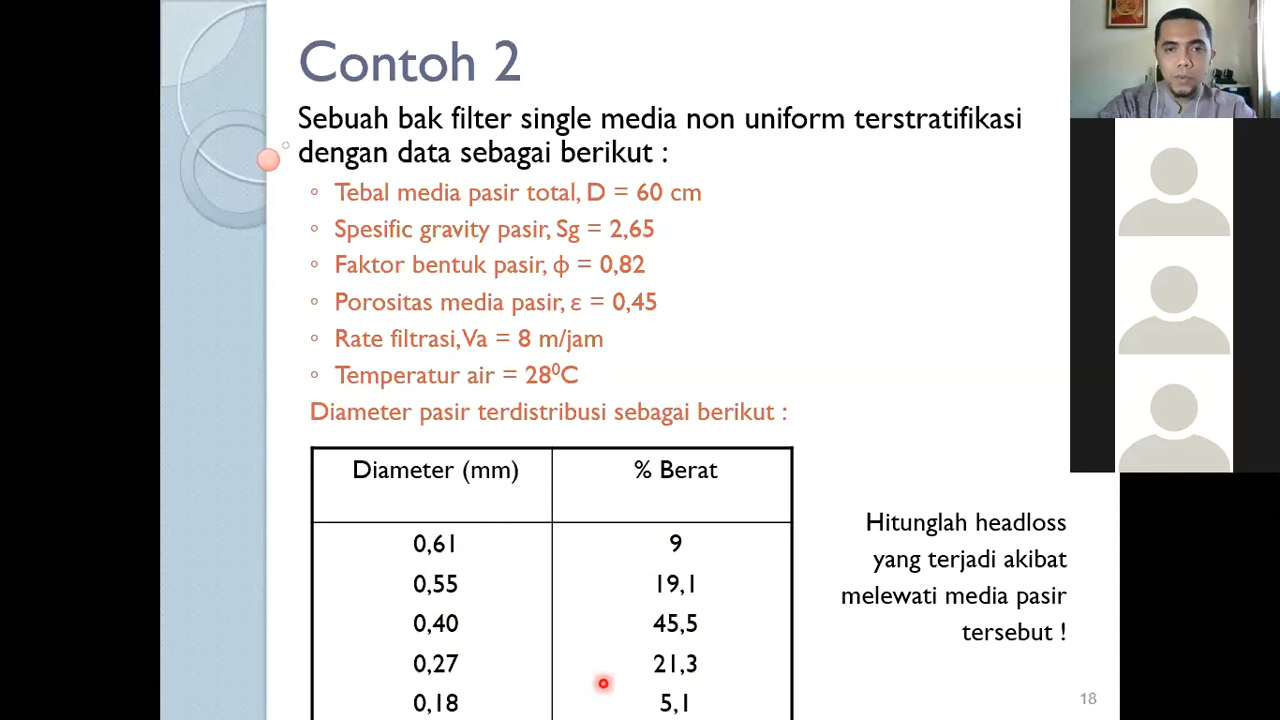 Contoh 2
Sebuah bak filter single media non uniform terstratifikasi
dengan data sebagai berikut :
Tebal media pasir total, D = 60 cm
Spesific gravity pasir, Sg = 2,65
Faktor bentuk pasir, ϕ = 0,82
Porositas media pasir, ε = 0,45
Rate filtrasi, Va = 8 m/jam
Temperatur air = 28⁰C
Diameter pasir terdistribusi sebagai berikut :
Diameter (mm) % Berat
0,61 9
0,55 19,1
0,40 45,5
0,27 21,3
0,18 5,1
Hitunglah headloss
yang terjadi akibat
melewati media pasir
tersebut !
18